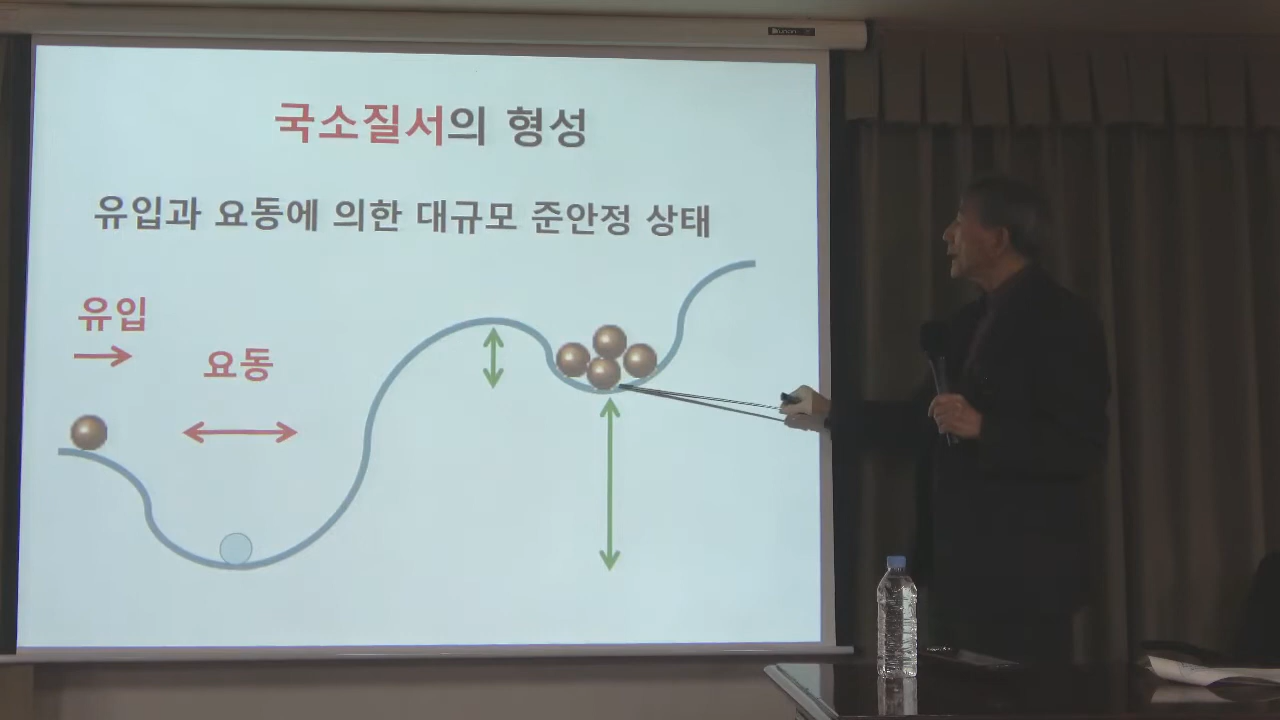 국소질서의 형성
유입과 요동에 의한 대규모 준안정 상태
유입
요동